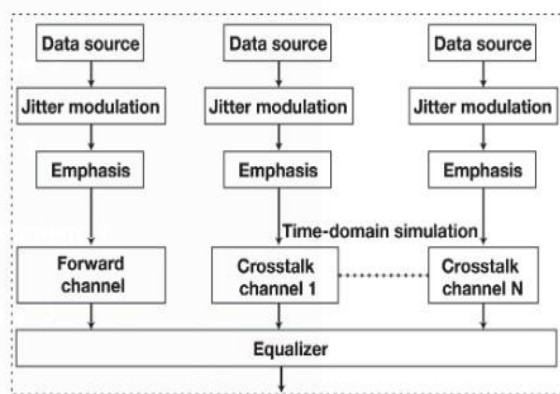 Data source Data source Data source
Jitter modulation Jitter modulation Jitter modulation
Emphasis Emphasis Emphasis
Time-domain simulation
Forward channel
Crosstalk channel 1
Crosstalk channel N
Equalizer